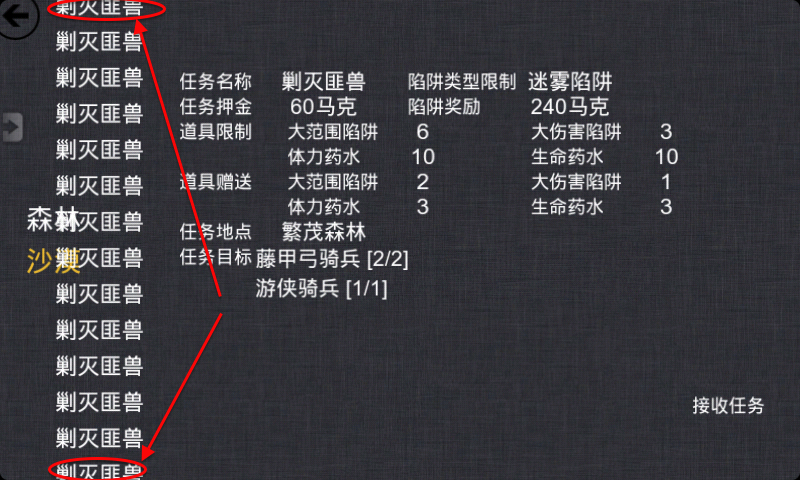 剿灭匪兽
剿灭匪兽
剿灭匪兽
剿灭匪兽
剿灭匪兽
剿灭匪兽
剿灭匪兽
剿灭匪兽
剿灭匪兽
剿灭匪兽
剿灭匪兽
剿灭匪兽
剿灭匪兽
剿灭匪兽
森林
沙漠
任务名称 剿灭匪兽 陷阱类型限制 迷雾陷阱
任务押金 60马克 陷阱奖励 240马克
道具限制 大范围陷阱 6 大伤害陷阱 3
体力药水 10 生命药水 10
道具赠送 大范围陷阱 2 大伤害陷阱 1
体力药水 3 生命药水 3
任务地点 繁茂森林
任务目标 藤甲弓骑兵 [2/2]
游侠骑兵 [1/1]
接收任务